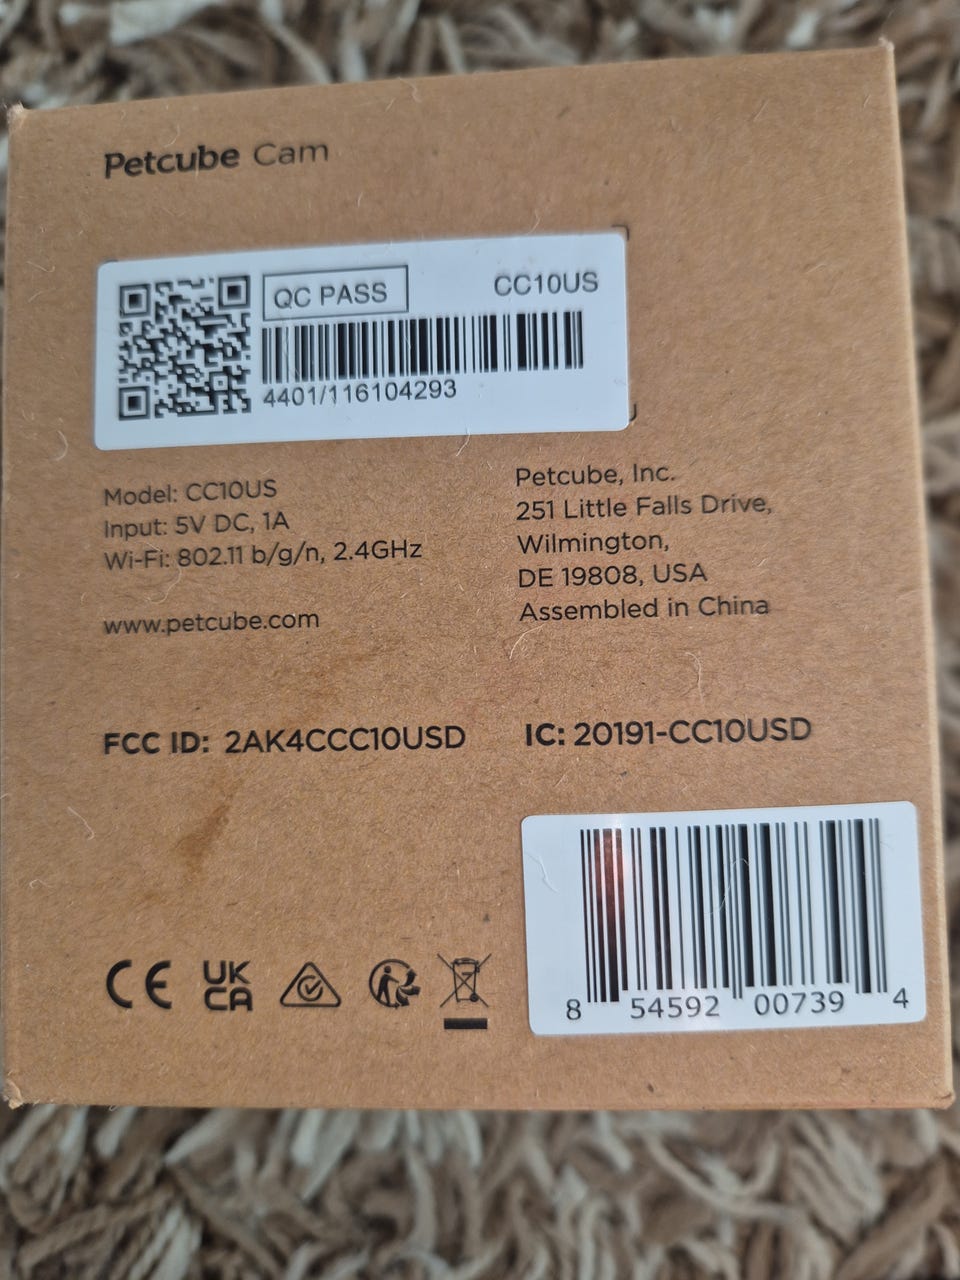 Petcube Cam
QC PASS
CC10US
4401/116104293
Model: CC10US
Input: 5V DC, 1A
Wi-Fi: 802.11 b/g/n, 2.4GHz
www.petcube.com
Petcube, Inc.
251 Little Falls Drive,
Wilmington,
DE 19808, USA
Assembled in China
FCC ID: 2AK4CCC10USD
IC: 20191-CC10USD
CE
UK
CA
8 54592 00739 4